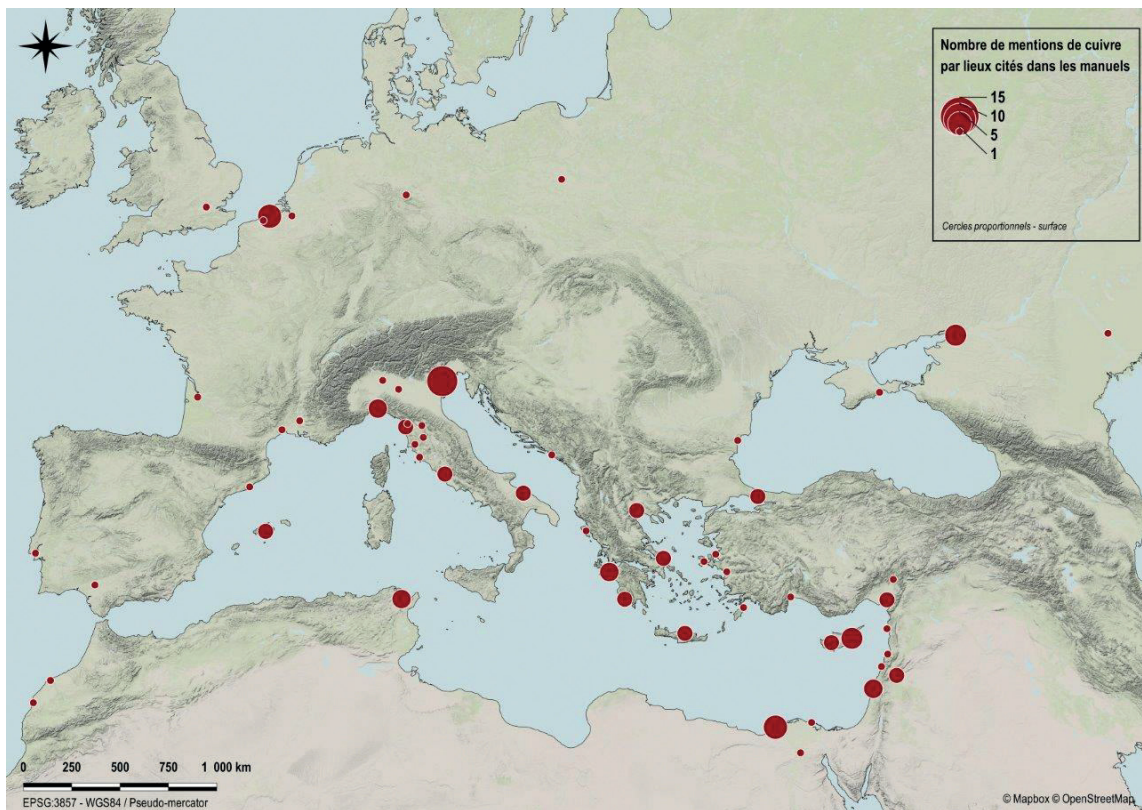 Nombre de mentions de cuivre
par lieux cités dans les manuels
15
10
5
1
Cercles proportionnels - surface
0 250 500 750 1 000 km
EPSG:3857 - WGS84 / Pseudo-mercator
© Mapbox © OpenStreetMap